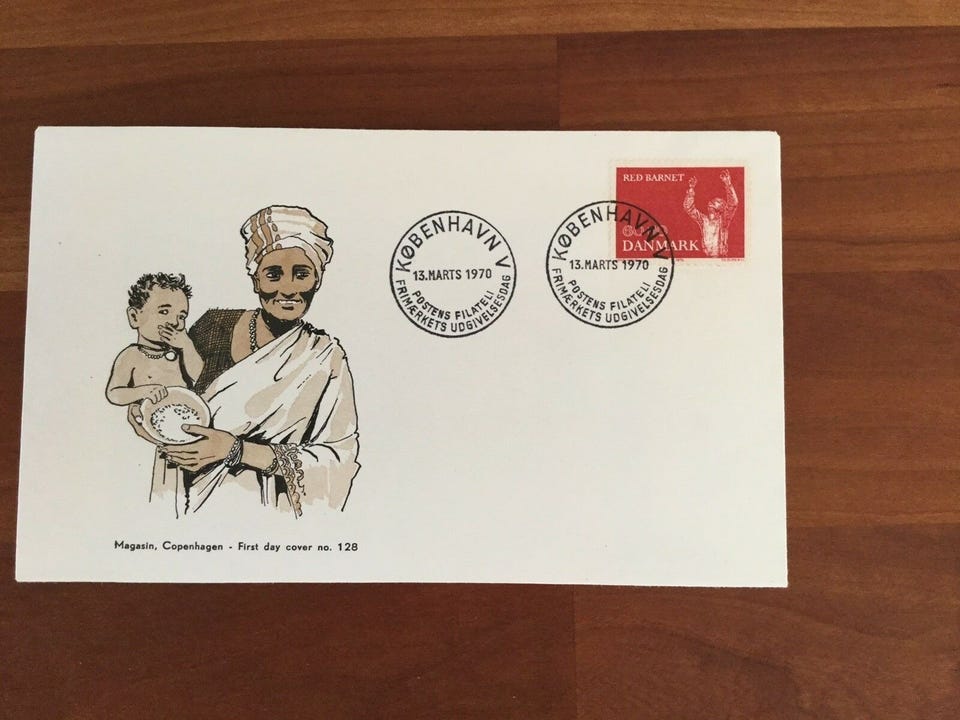 KØBENHAVN V
13.MARTS 1970
POSTENS FILATELI
FRIMÆRKETS UDGIVELSESDAG
KØBENHAVN V
13.MARTS 1970
POSTENS FILATELI
FRIMÆRKETS UDGIVELSESDAG
RED BARNET
DANMARK
Magasin, Copenhagen - First day cover no. 128